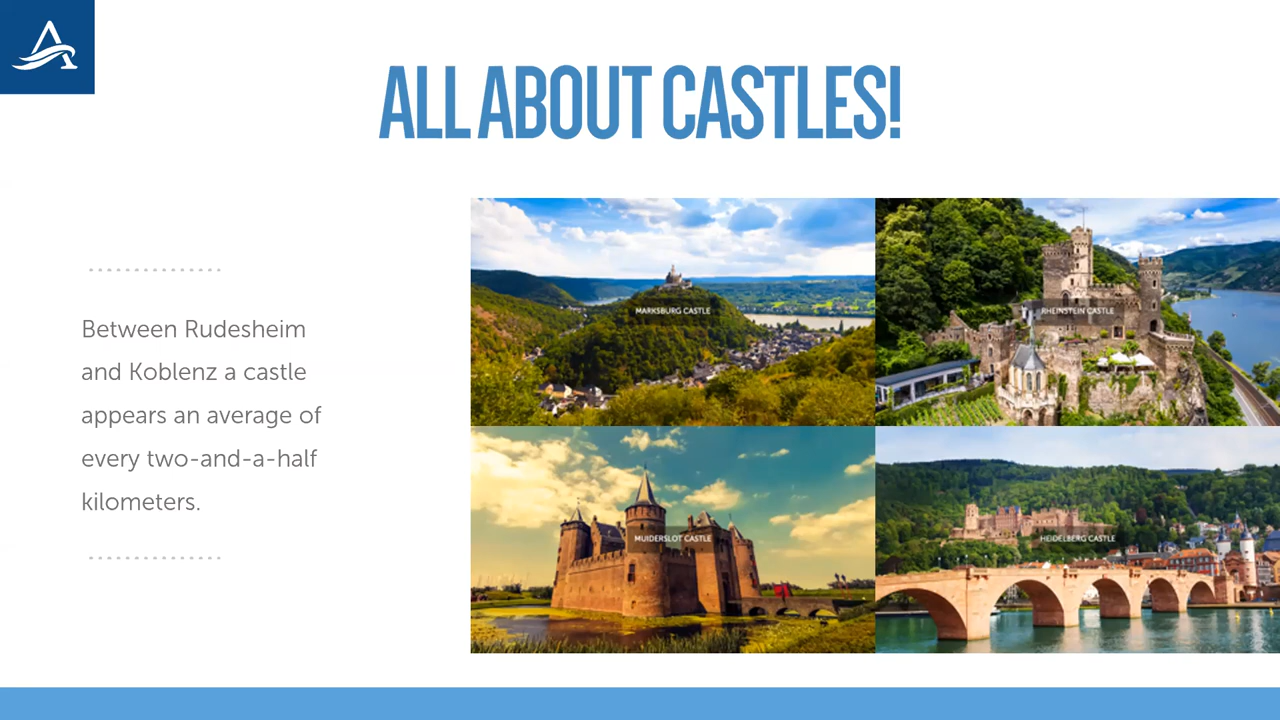 ALL ABOUT CASTLES!
Between Rudesheim
and Koblenz a castle
appears an average of
every two-and-a-half
kilometers.
MARKSBURG CASTLE
RHEINSTEIN CASTLE
MUIDERSLOT CASTLE
HEIDELBERG CASTLE